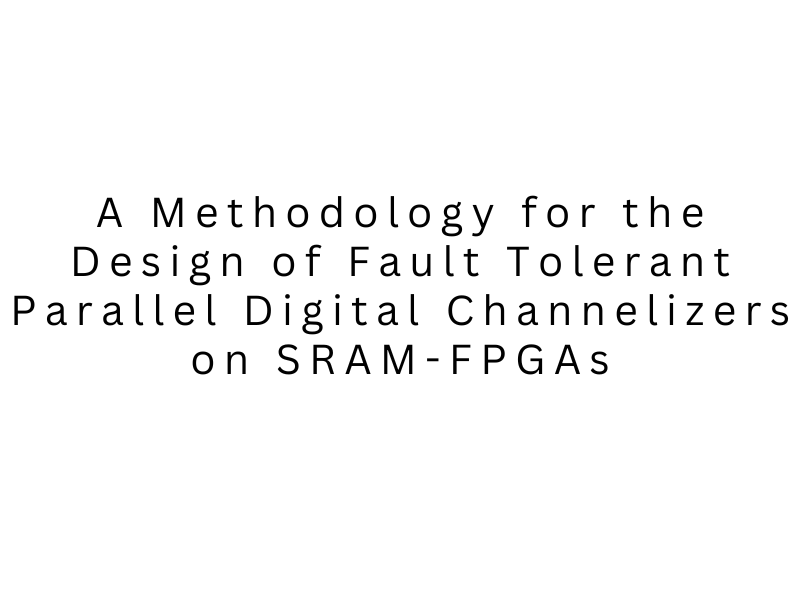 A Methodology for the
Design of Fault Tolerant
Parallel Digital Channelizers
on SRAM-FPGAs